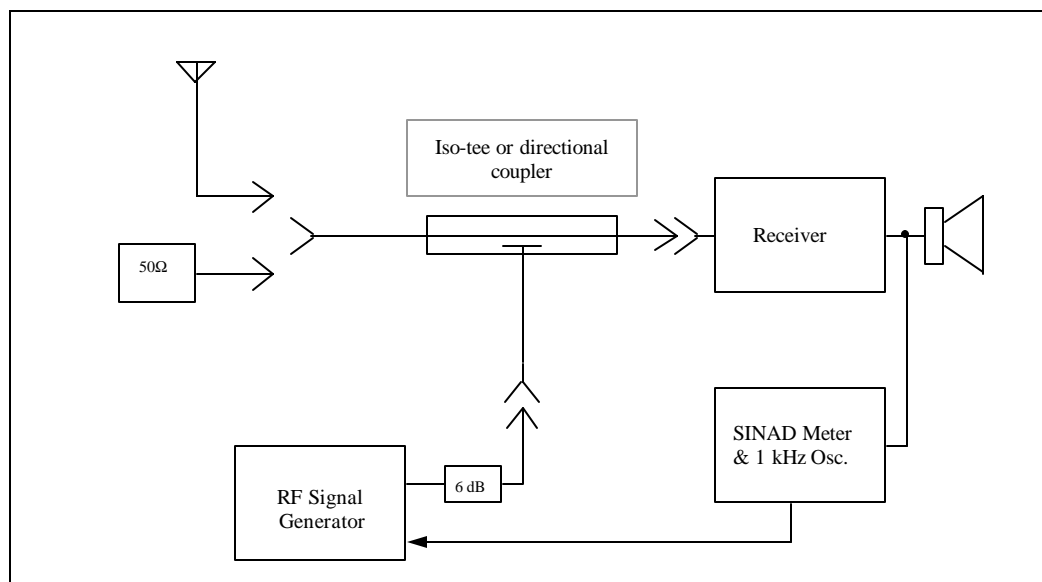 Iso-tee or directional
coupler
Receiver
50Ω
SINAD Meter
& 1 kHz Osc.
RF Signal
Generator
6 dB